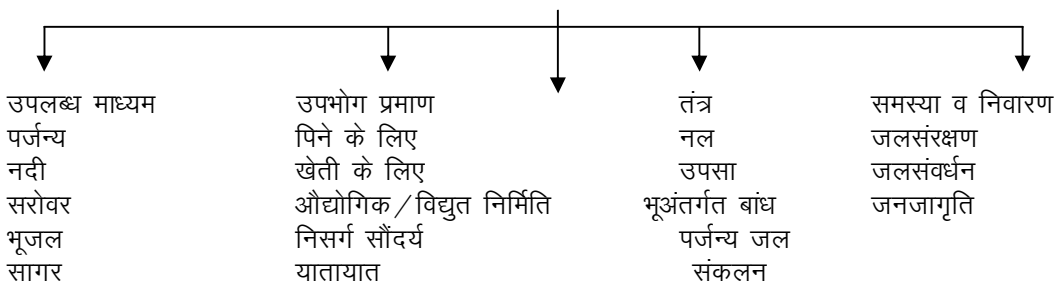 उपलब्ध माध्यम उपभोग प्रमाण तंत्र समस्या व निवारण
पर्जन्य पिने के लिए नल जलसंरक्षण
नदी खेती के लिए उपसा जलसंवर्धन
सरोवर औद्योगिक/विद्युत निर्मिति भूअंतर्गत बांध जनजागृति
भूजल निसर्ग सौंदर्य पर्जन्य जल
सागर यातायात संकलन